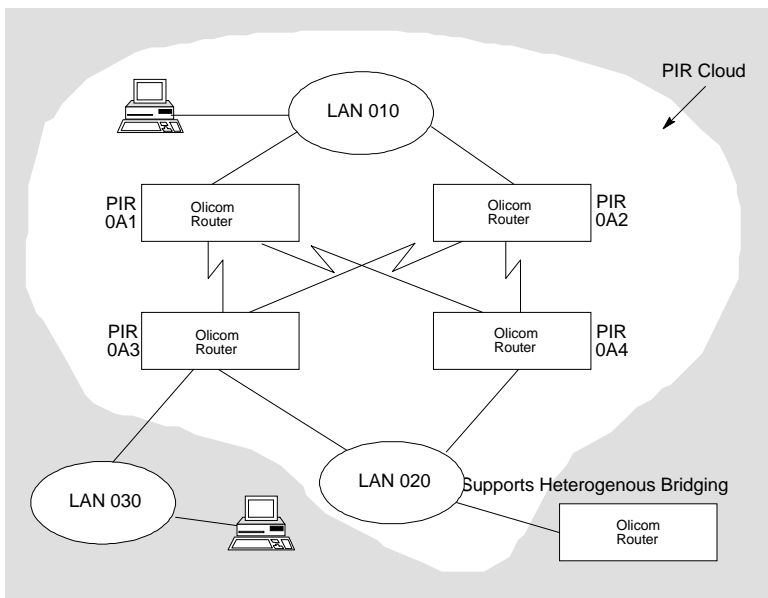 PIR Cloud
LAN 010
PIR
0A1
Olicom
Router
Olicom
Router
PIR
0A2
PIR
0A3
Olicom
Router
Olicom
Router
PIR
0A4
LAN 030
LAN 020
Supports Heterogenous Bridging
Olicom
Router